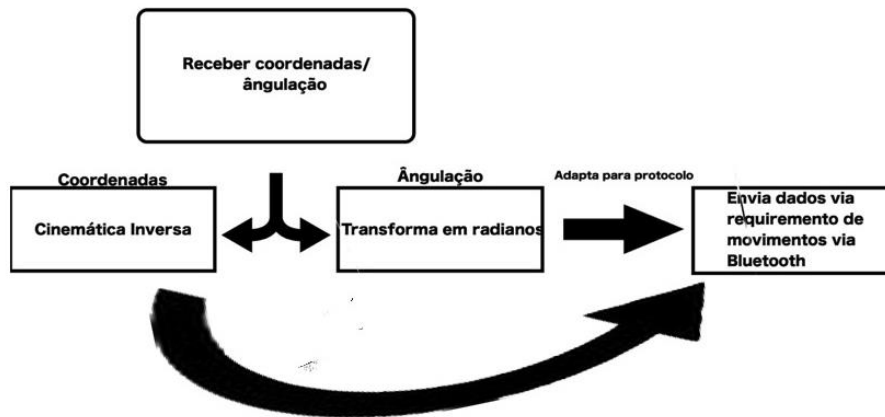 Receber coordenadas/
ângulação
Coordenadas
Cinemática Inversa
Ângulação
Transforma em radianos
Adapta para protocolo
Envia dados via
requiremento de
movimentos via
Bluetooth